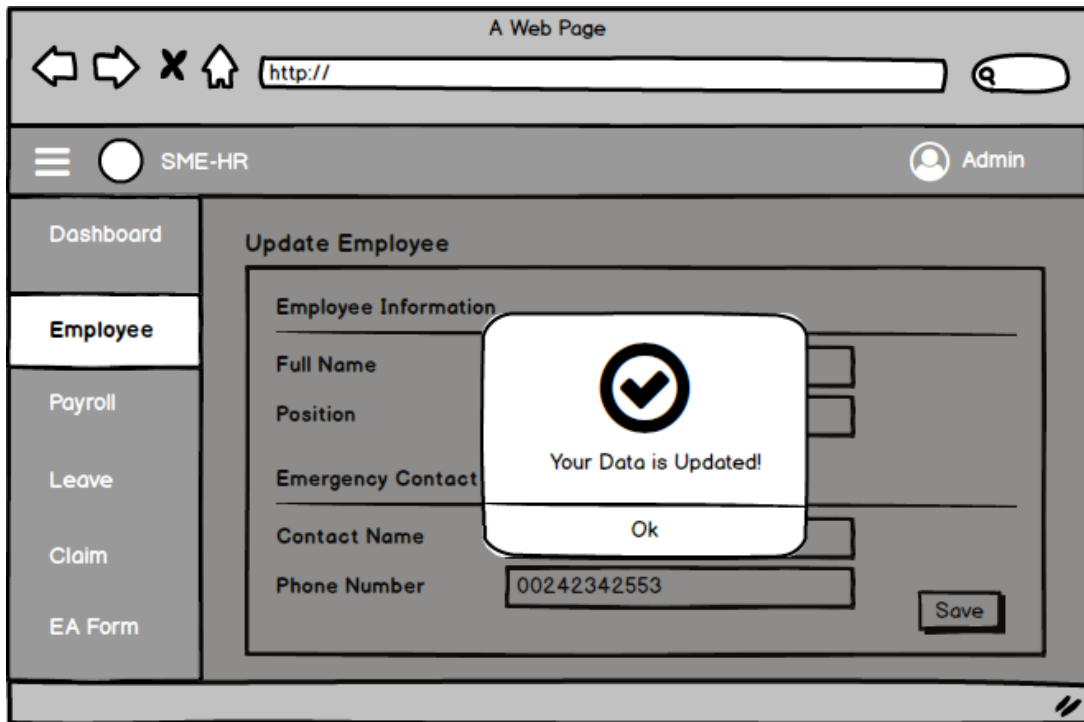 A Web Page
http://
SME-HR
Admin
Dashboard
Employee
Payroll
Leave
Claim
EA Form
Update Employee
Employee Information
Full Name
Position
Emergency Contact
Contact Name
Phone Number
00242342553
Save
Your Data is Updated!
Ok